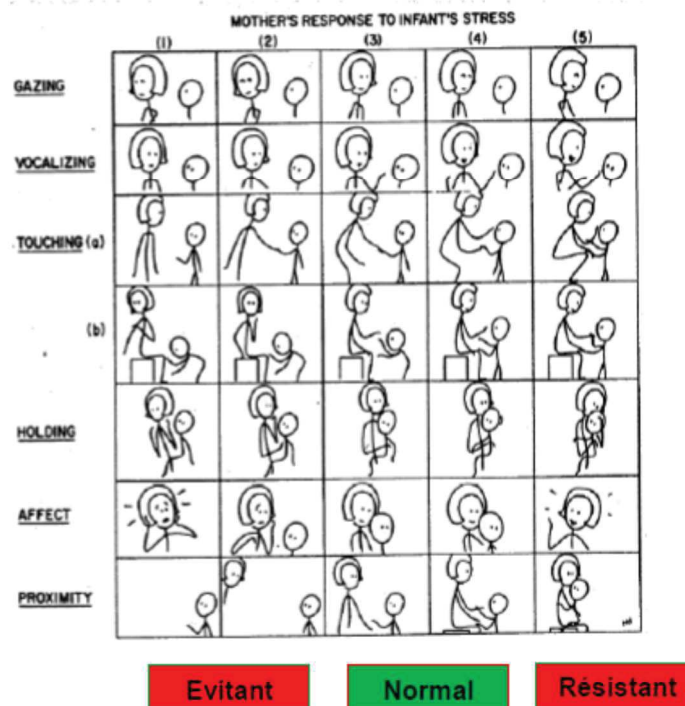 MOTHER'S RESPONSE TO INFANT'S STRESS
(1) (2) (3) (4) (5)
GAZING
VOCALIZING
TOUCHING (a)
(b)
HOLDING
AFFECT
PROXIMITY
Evitant Normal Résistant